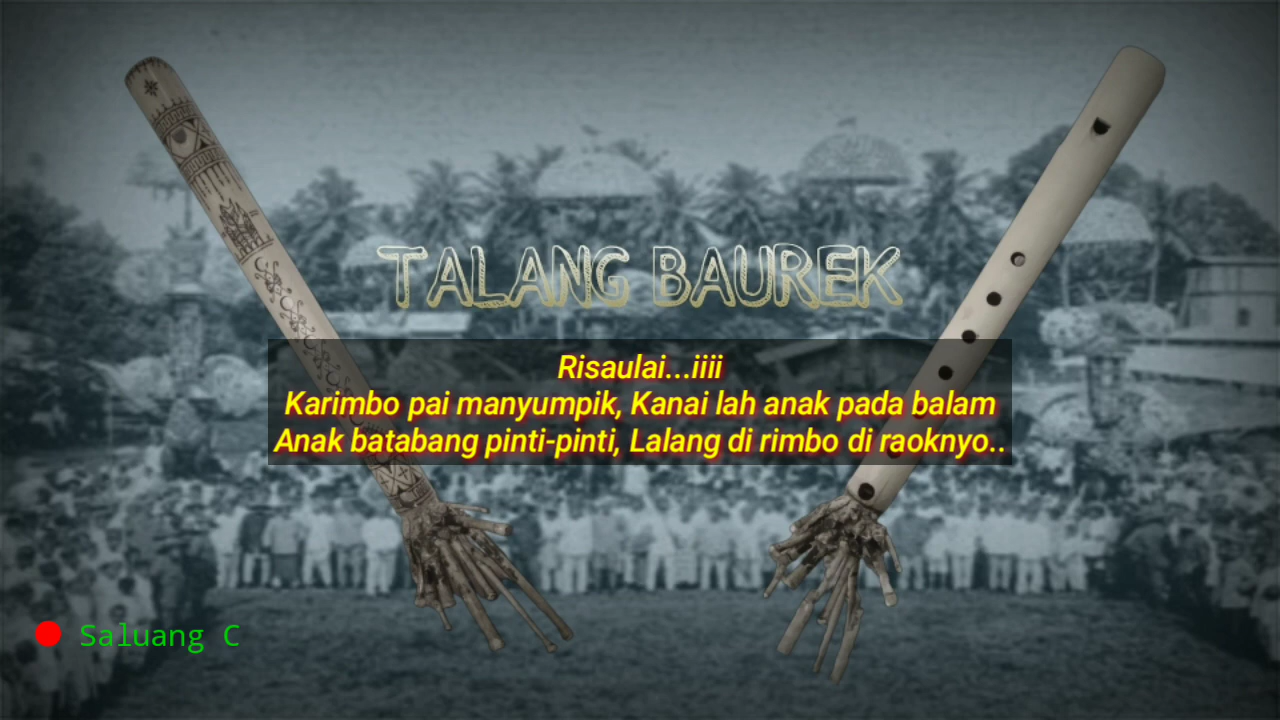 TALANG BAUREK
Risaulai...iiii
Karimbo pai manyumpik, Kanai lah anak pada balam
Anak batabang pinti-pinti, Lalang di rimbo di raoknyo..
Saluang C